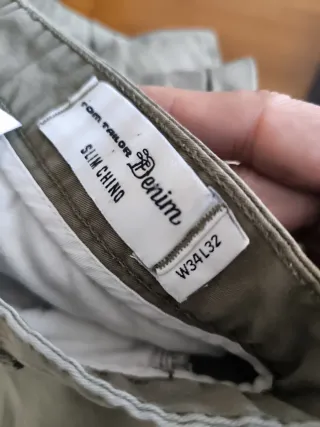 TOM TAILOR
Denim
SLIM CHINO
W34L32